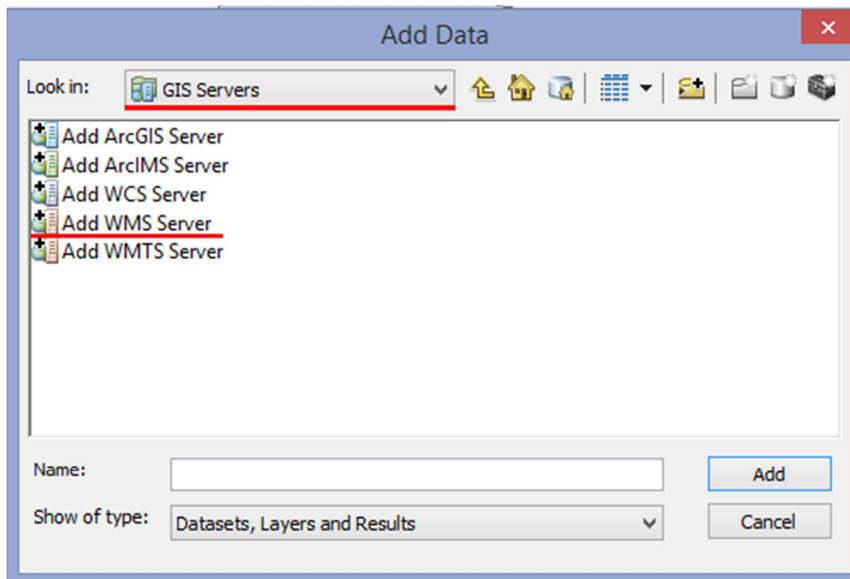 Add Data
Look in: GIS Servers
Add ArcGIS Server
Add ArcIMS Server
Add WCS Server
Add WMS Server
Add WMTS Server
Name: Add
Show of type: Datasets, Layers and Results Cancel